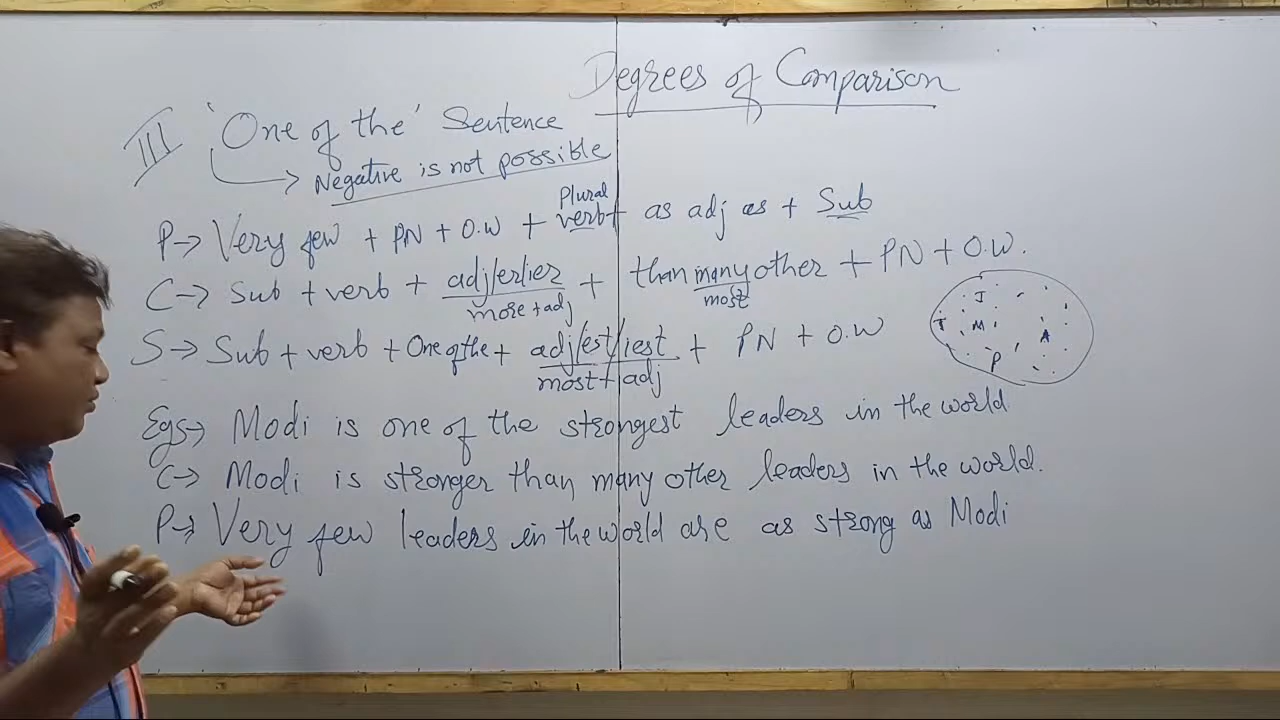 Degrees of Comparison
III 'One of the' Sentence
Negative is not possible
Plural
P→ Very few + PN + O.W + verb + as adj as + Sub
C→ Sub + verb + adj/er/ier + than many other + PN + O.W.
more + adj most
S→ Sub + verb + One of the + adj/est/iest + PN + O.W
most + adj
J
T M A
P
Egs→ Modi is one of the strongest leaders in the world
C→ Modi is stronger than many other leaders in the world.
P→ Very few leaders in the world are as strong as Modi